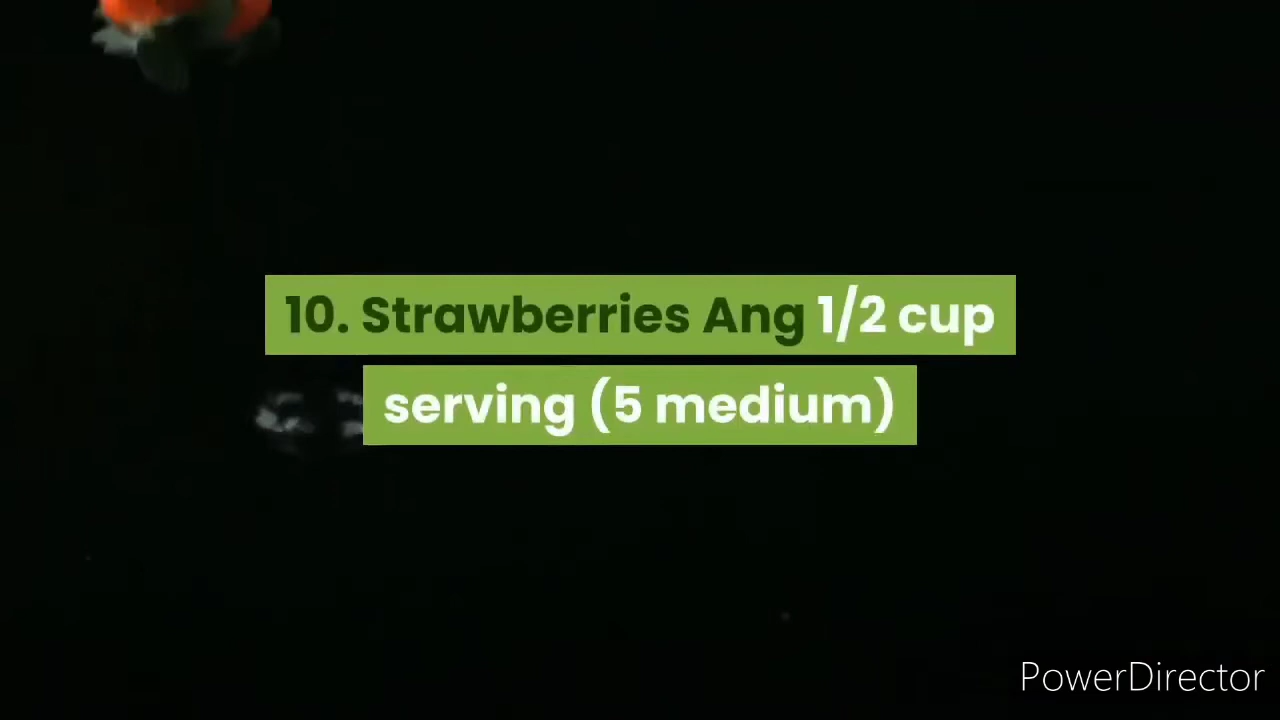 10. Strawberries Ang 1/2 cup
serving (5 medium)
PowerDirector